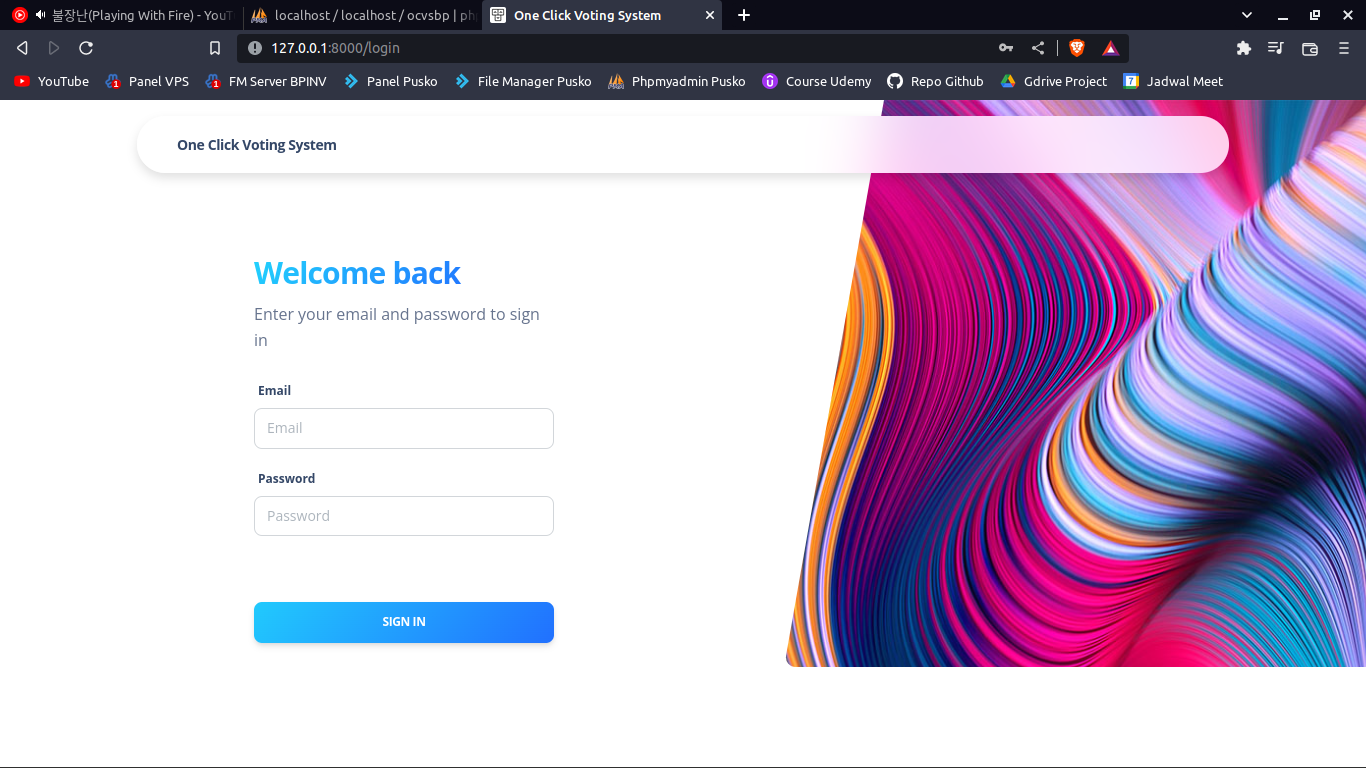 불장난(Playing With Fire) - YouT
localhost / localhost / ocvsbp | ph
One Click Voting System
127.0.0.1:8000/login
YouTube
1 Panel VPS
1 FM Server BPINV
Panel Pusko
File Manager Pusko
Phpmyadmin Pusko
Course Udemy
Repo Github
Gdrive Project
7 Jadwal Meet
One Click Voting System
Welcome back
Enter your email and password to sign
in
Email
Email
Password
Password
SIGN IN